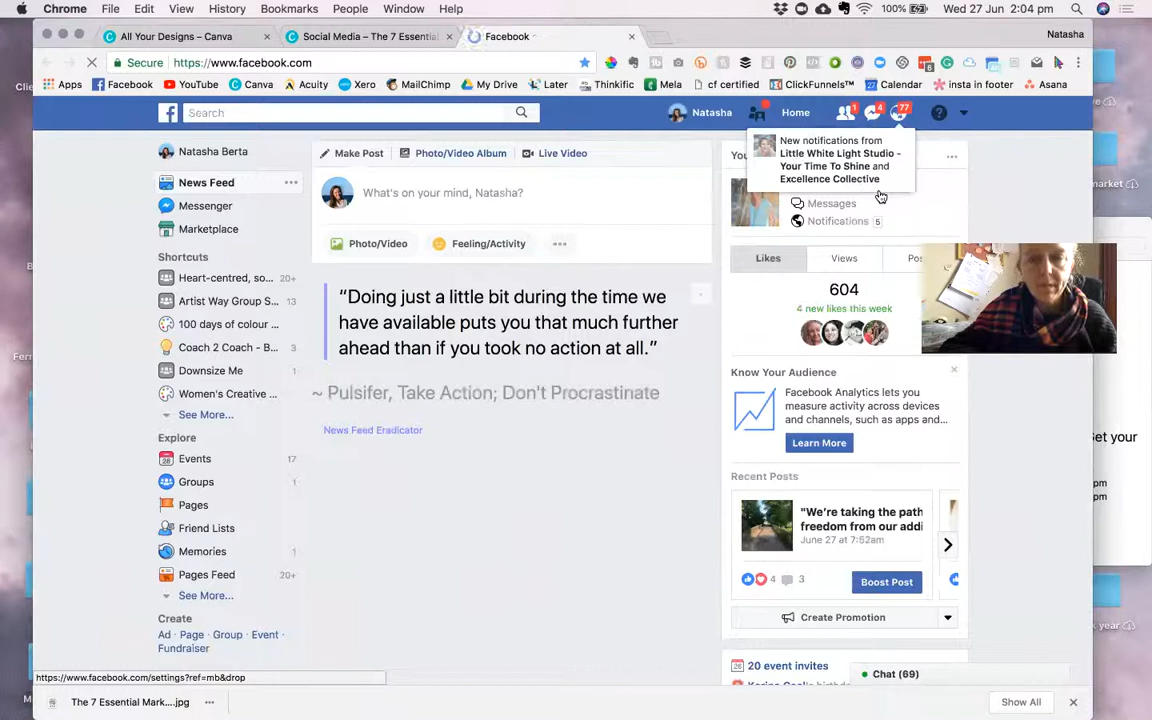 Chrome File Edit View History Bookmarks People Window Help
100% Wed 27 Jun 2:04 pm
All Your Designs – Canva
Social Media – The 7 Essential
Facebook
Natasha
Secure https://www.facebook.com
Apps Facebook YouTube Canva Acuity Xero MailChimp My Drive Later Thinkific Mela cf certified ClickFunnels™ Calendar insta in footer Asana
Search
Natasha
Home
1
4
77
New notifications from
Little White Light Studio -
Your Time To Shine and
Excellence Collective
Natasha Berta
News Feed
Messenger
Marketplace
Shortcuts
Heart-centred, so... 20+
Artist Way Group S... 13
100 days of colour ...
Coach 2 Coach - B... 3
Downsize Me 1
Women's Creative ...
See More...
Explore
Events 17
Groups 1
Pages
Friend Lists
Memories 1
Pages Feed 20+
See More...
Create
Ad · Page · Group · Event ·
Fundraiser
Make Post
Photo/Video Album
Live Video
What's on your mind, Natasha?
Photo/Video
Feeling/Activity
“Doing just a little bit during the time we
have available puts you that much further
ahead than if you took no action at all.”
~ Pulsifer, Take Action; Don't Procrastinate
News Feed Eradicator
You
Messages
Notifications 5
Likes
Views
Pos
604
4 new likes this week
Know Your Audience
Facebook Analytics lets you
measure activity across devices
and channels, such as apps and...
Learn More
Recent Posts
"We're taking the path
freedom from our addi
June 27 at 7:52am
4
3
Boost Post
Create Promotion
20 event invites
Chat (69)
https://www.facebook.com/settings?ref=mb&drop
The 7 Essential Mark....jpg
Show All
market
Get your
pm
pm
year